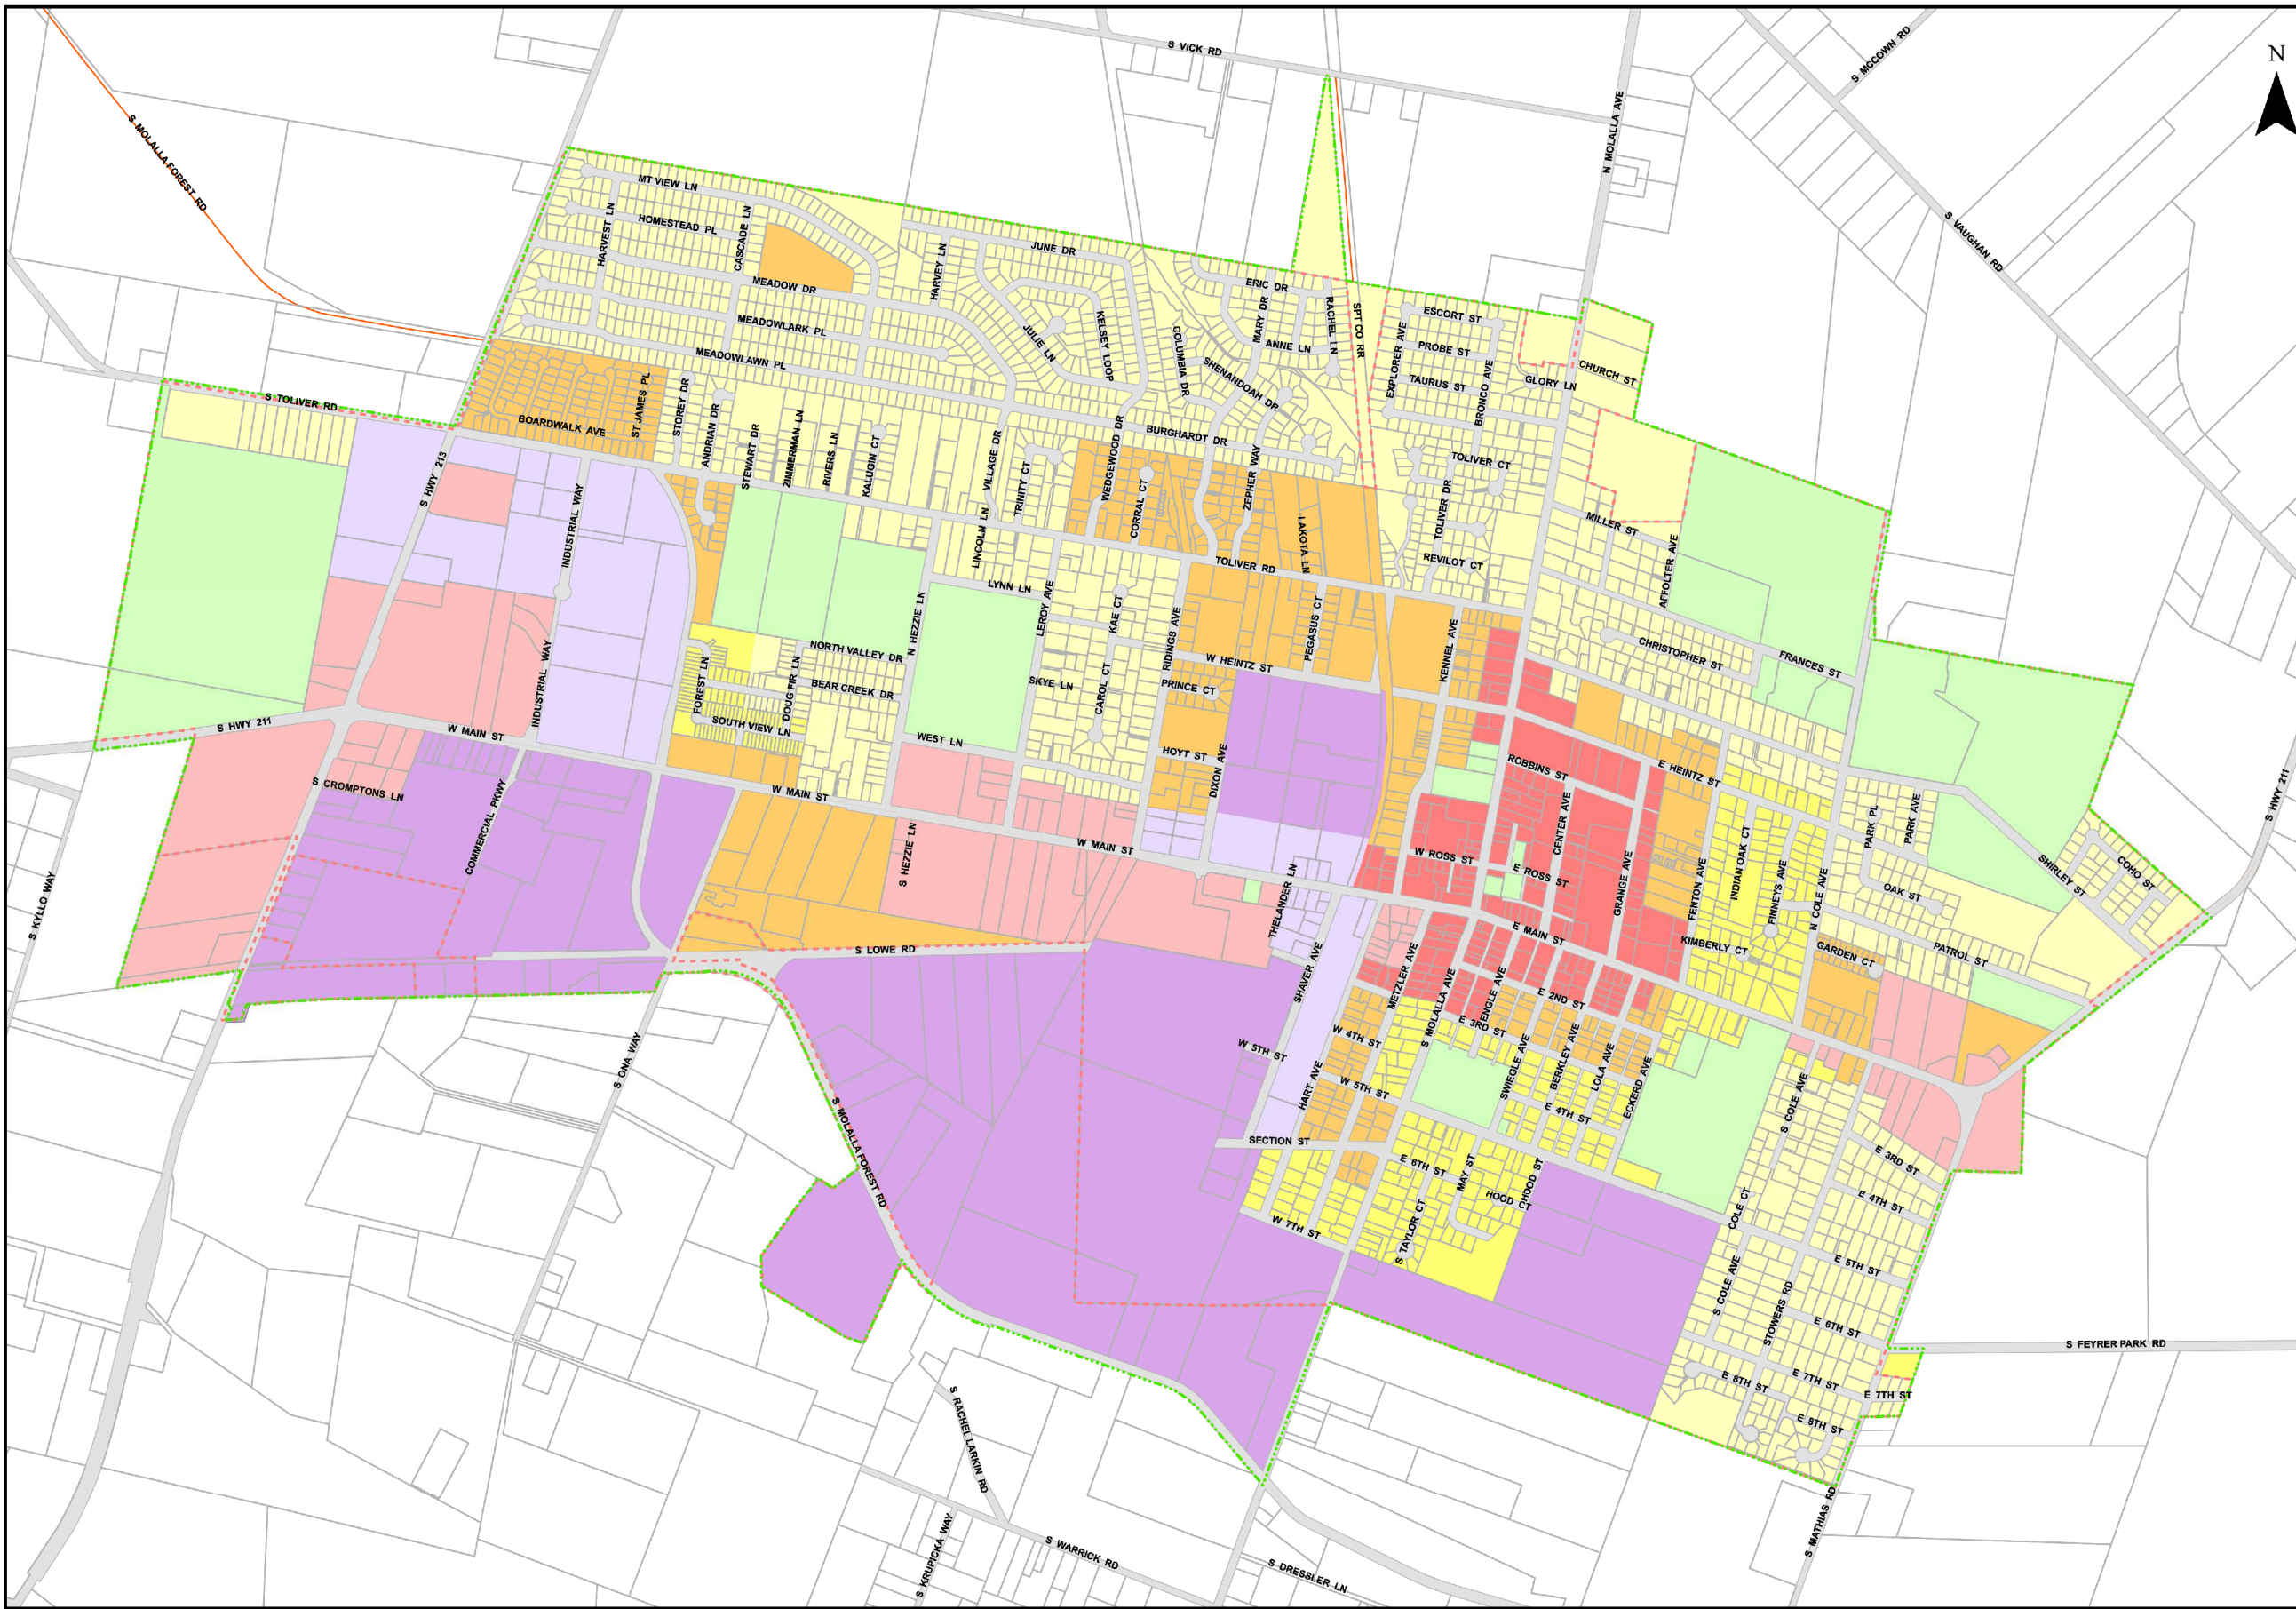 S VICK RD
S MCCOWN RD
N
S MOLALLA FOREST RD
N MOLALLA AVE
S VAUGHAN RD
MT VIEW LN
HARVEST LN
HOMESTEAD PL
CASCADE LN
JUNE DR
HARVEY LN
MEADOW DR
ERIC DR
MARY DR
RACHEL LN
SPT CO RR
ESCORT ST
MEADOWLARK PL
JULIE LN
KELSEY LOOP
COLUMBIA DR
ANNE LN
EXPLORER AVE
PROBE ST
BRONCO AVE
MEADOWLAWN PL
SHENANDOAH DR
TAURUS ST
GLORY LN
CHURCH ST
S TOLIVER RD
BOARDWALK AVE
ST JAMES PL
STOREY DR
ANDRIAN DR
STEWART DR
ZIMMERMAN LN
RIVERS LN
KALUGIN CT
VILLAGE DR
TRINITY CT
WEDGEWOOD DR
BURGHARDT DR
CORRAL CT
ZEPHER WAY
TOLIVER CT
TOLIVER DR
S HWY 213
INDUSTRIAL WAY
LINCOLN LN
LAKOTA LN
MILLER ST
AFFOLTER AVE
TOLIVER RD
REVILOT CT
LYNN LN
N HEZZIE LN
LEROY AVE
KAE CT
RIDINGS AVE
PEGASUS CT
KENNEL AVE
CHRISTOPHER ST
FRANCES ST
NORTH VALLEY DR
FOREST LN
DOUG FIR LN
BEAR CREEK DR
SKYE LN
CAROL CT
W HEINTZ ST
PRINCE CT
INDUSTRIAL WAY
SOUTH VIEW LN
S HWY 211
W MAIN ST
WEST LN
HOYT ST
DIXON AVE
ROBBINS ST
E HEINTZ ST
S HWY 211
S CROMPTONS LN
COMMERCIAL PKWY
W MAIN ST
CENTER AVE
PARK PL
PARK AVE
INDIAN OAK CT
S HEZZIE LN
W MAIN ST
W ROSS ST
E ROSS ST
GRANGE AVE
FENTON AVE
PINNEYS AVE
N COLE AVE
OAK ST
SHIRLEY ST
COHO ST
S KYLLO WAY
THELANDER LN
E MAIN ST
KIMBERLY CT
GARDEN CT
PATROL ST
S LOWE RD
SHAVER AVE
METZLER AVE
S MOLALLA AVE
ENGLE AVE
E 2ND ST
E 3RD ST
W 4TH ST
W 5TH ST
S ONA WAY
HART AVE
W 5TH ST
SWIEGLE AVE
BERKLEY AVE
LOLA AVE
ECKERD AVE
E 4TH ST
S COLE AVE
S MOLALLA FOREST RD
SECTION ST
E 6TH ST
MAY ST
HOOD CT
HOOD ST
E 3RD ST
E 4TH ST
COLE CT
W 7TH ST
S TAYLOR CT
E 5TH ST
S COLE AVE
STOWERS RD
E 6TH ST
S FEYRER PARK RD
E 8TH ST
E 7TH ST
E 7TH ST
E 8TH ST
S RACHEL LARKIN RD
S MATHIAS RD
S KRUPICKA WAY
S WARRICK RD
S DRESSLER LN